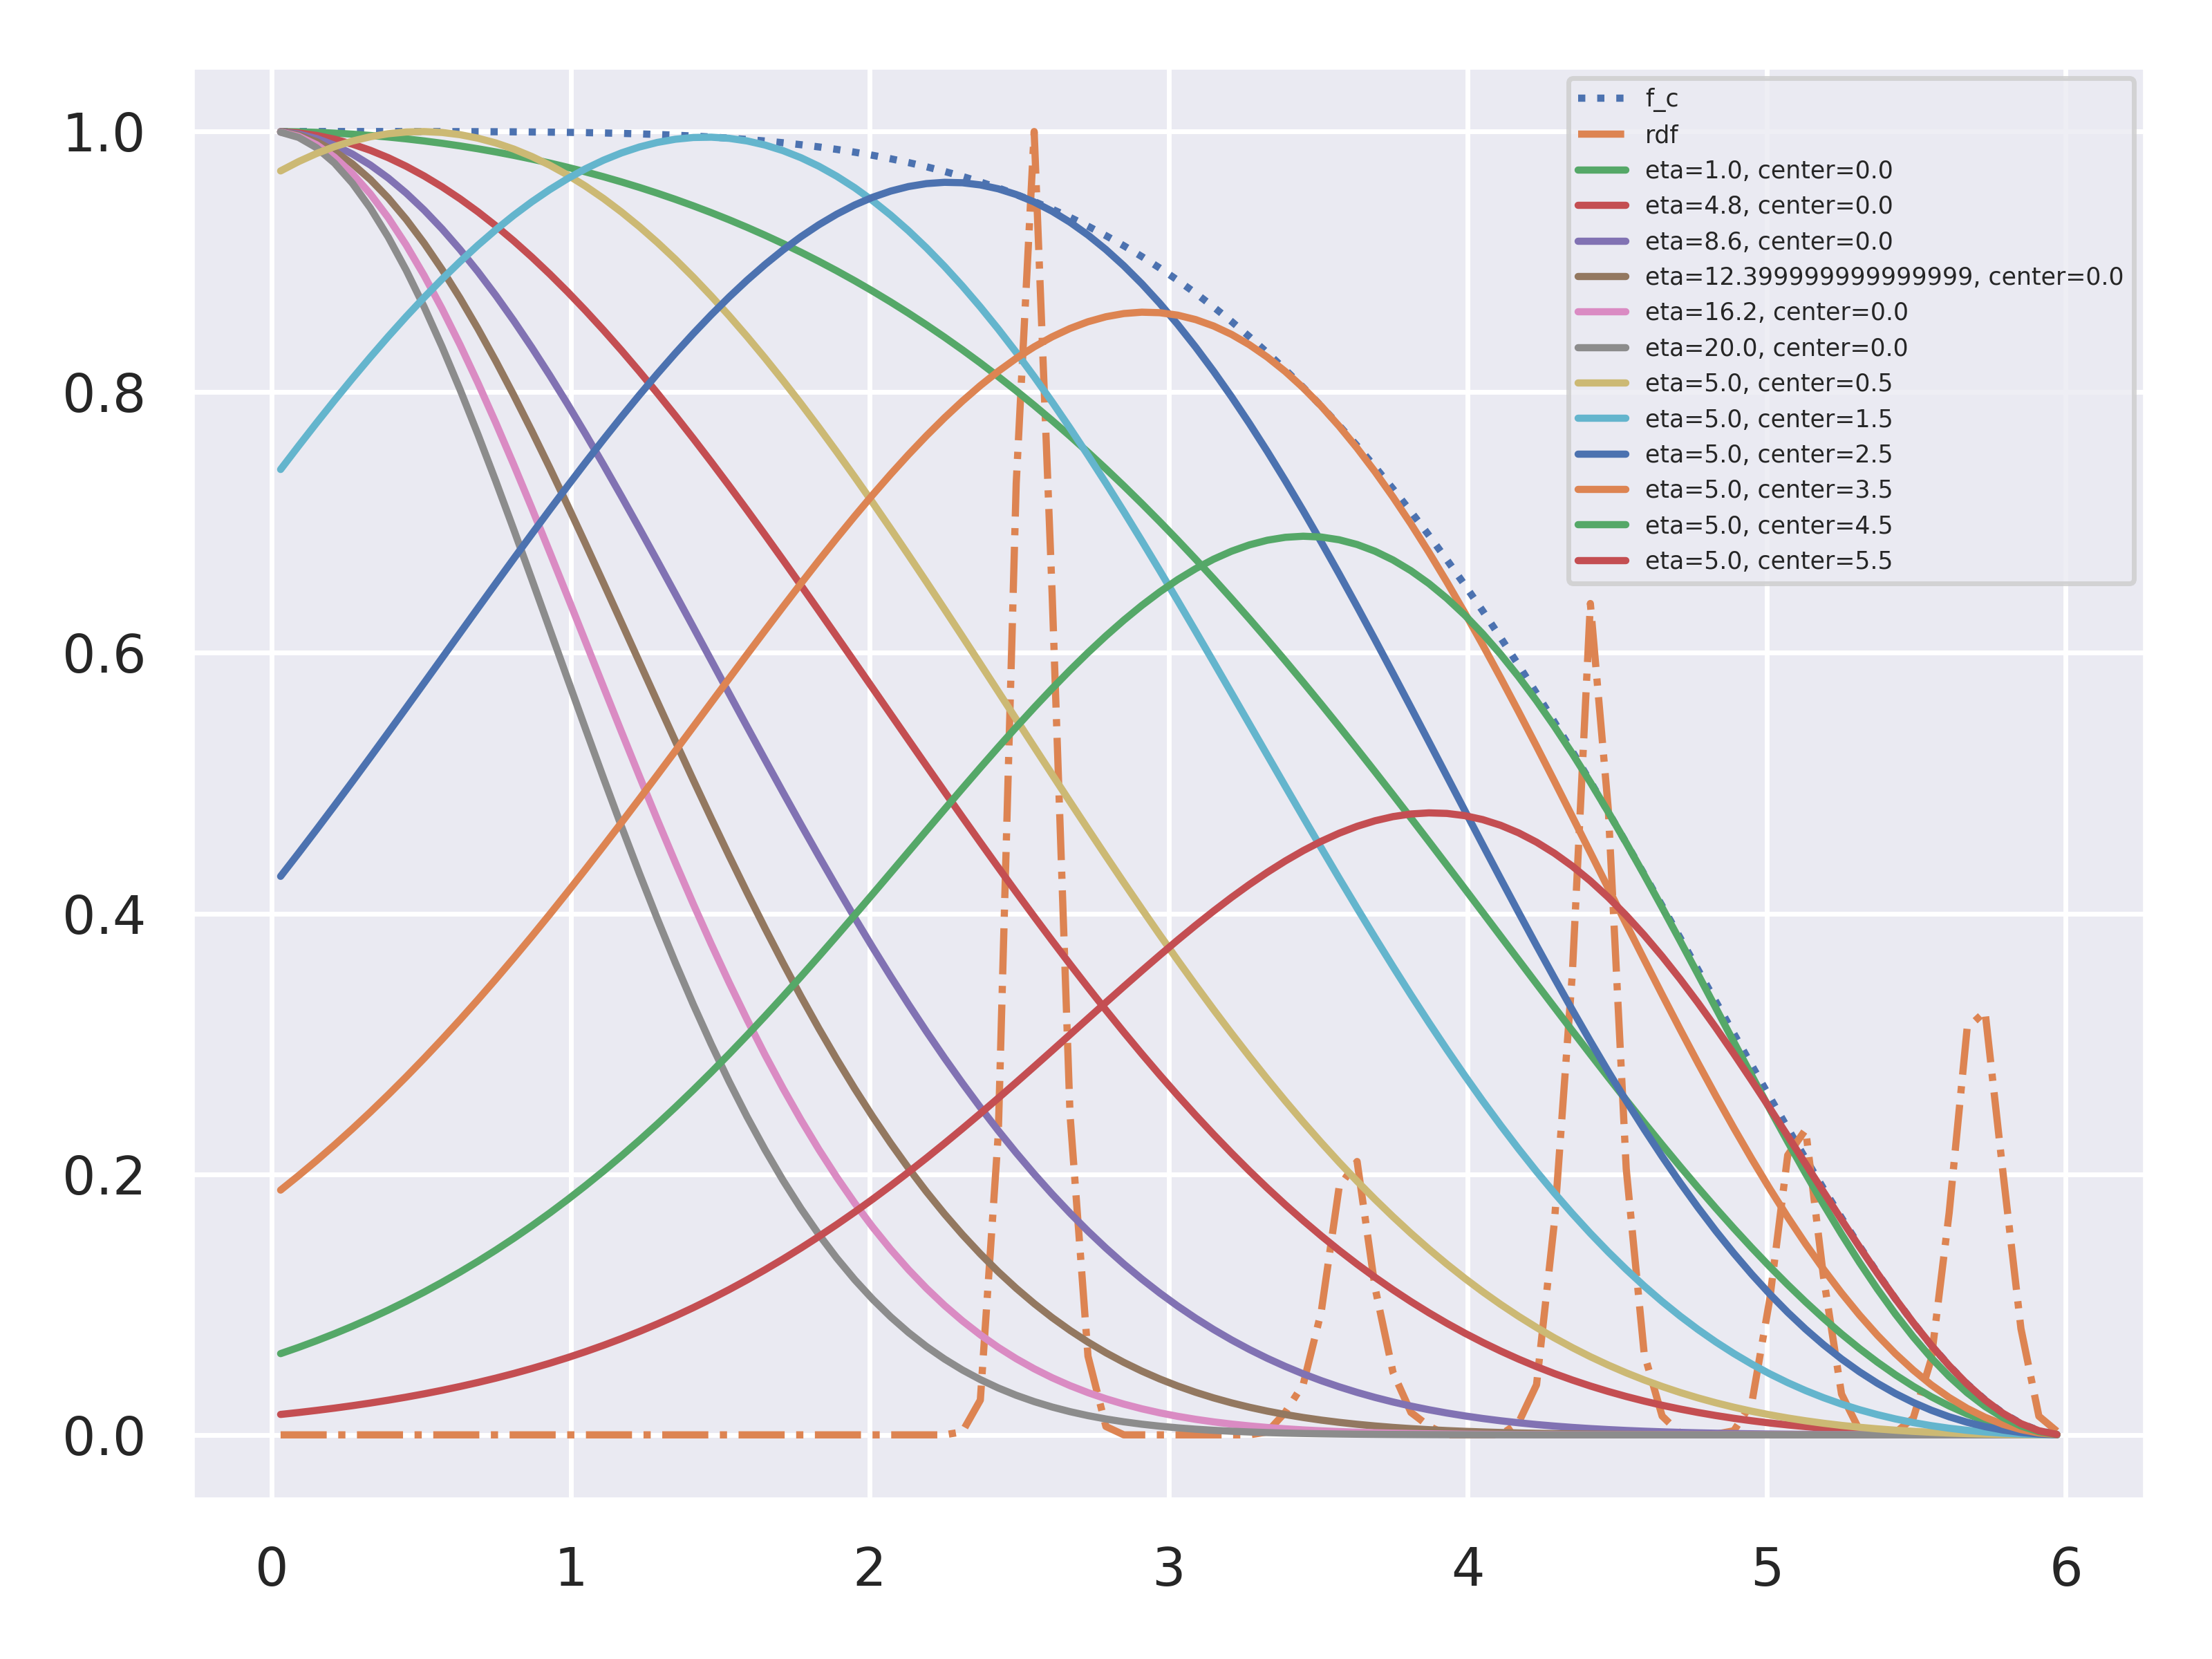 1.0
0.8
0.6
0.4
0.2
0.0
0
1
2
3
4
5
6
f_c
rdf
eta=1.0, center=0.0
eta=4.8, center=0.0
eta=8.6, center=0.0
eta=12.399999999999999, center=0.0
eta=16.2, center=0.0
eta=20.0, center=0.0
eta=5.0, center=0.5
eta=5.0, center=1.5
eta=5.0, center=2.5
eta=5.0, center=3.5
eta=5.0, center=4.5
eta=5.0, center=5.5